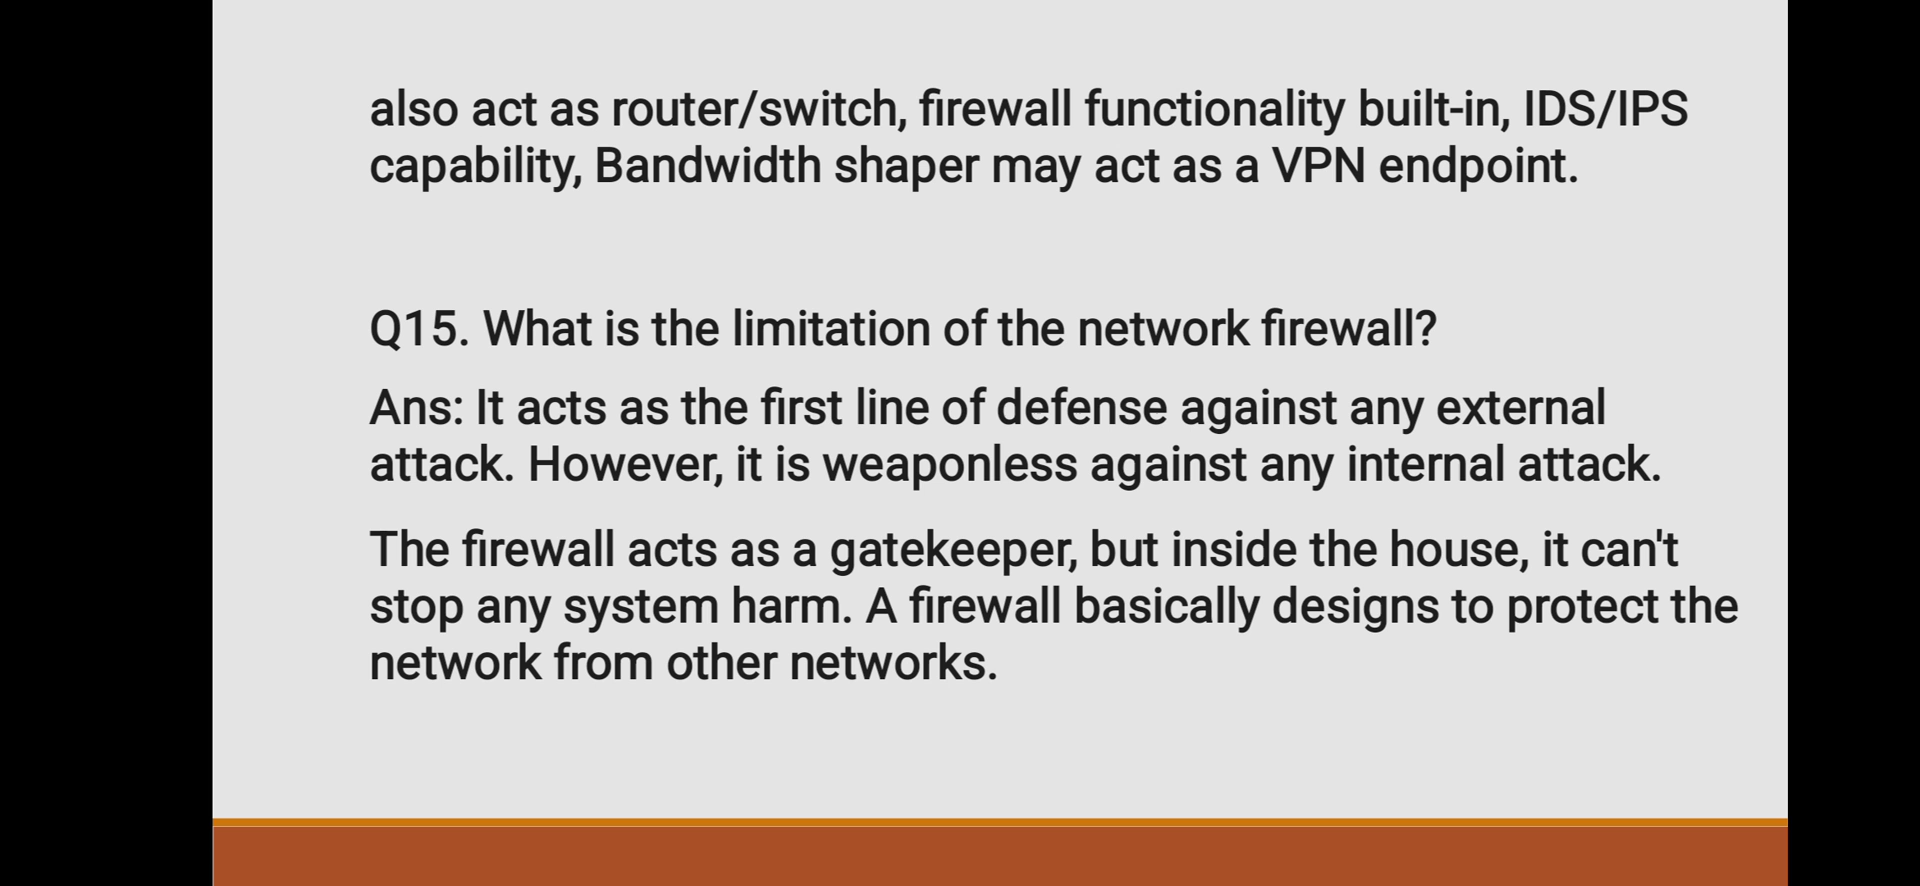 also act as router/switch, firewall functionality built-in, IDS/IPS
capability, Bandwidth shaper may act as a VPN endpoint.
Q15. What is the limitation of the network firewall?
Ans: It acts as the first line of defense against any external
attack. However, it is weaponless against any internal attack.
The firewall acts as a gatekeeper, but inside the house, it can't
stop any system harm. A firewall basically designs to protect the
network from other networks.